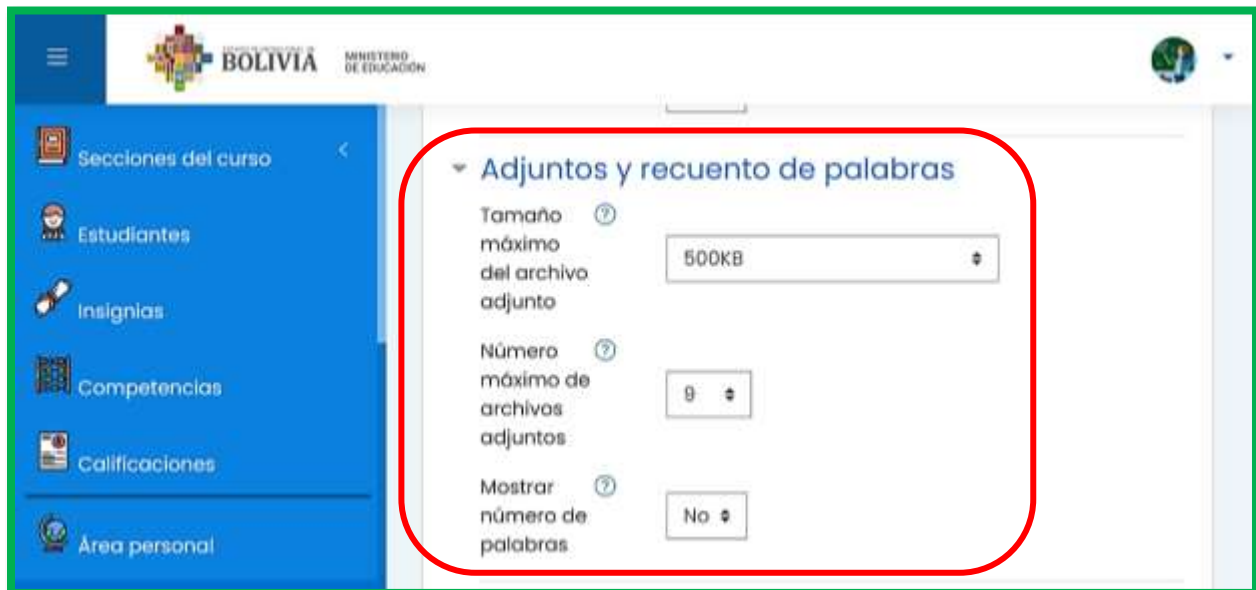 BOLIVIA
MINISTERIO
DE EDUCACIÓN
Secciones del curso
Estudiantes
Insignias
Competencias
Calificaciones
Área personal
Adjuntos y recuento de palabras
Tamaño
máximo
del archivo
adjunto
500KB
Número
máximo de
archivos
adjuntos
9
Mostrar
número de
palabras
No